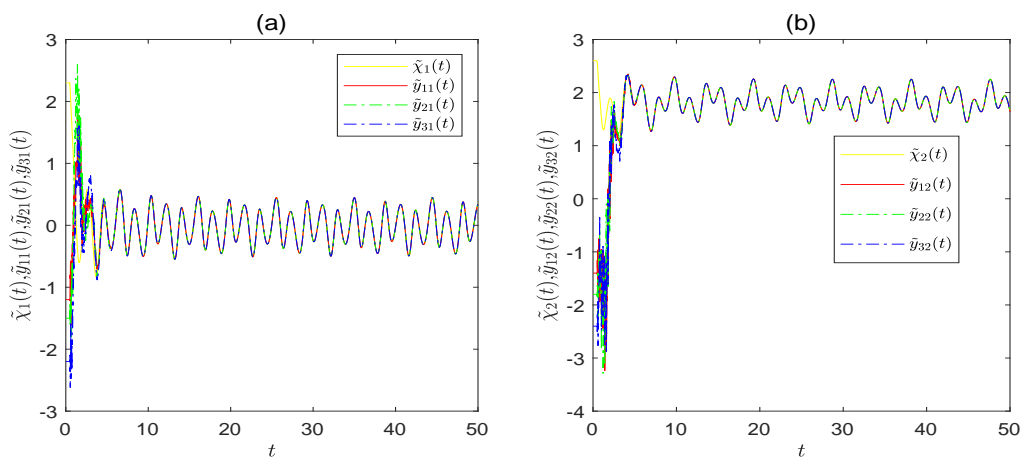 (a)
χ̃₁(t),ỹ₁₁(t),ỹ₂₁(t),ỹ₃₁(t)
3
2
1
0
-1
-2
-3
χ̃₁(t)
ỹ₁₁(t)
ỹ₂₁(t)
ỹ₃₁(t)
0 10 20 30 40 50
t
(b)
χ̃₂(t),ỹ₁₂(t),ỹ₂₂(t),ỹ₃₂(t)
3
2
1
0
-1
-2
-3
-4
χ̃₂(t)
ỹ₁₂(t)
ỹ₂₂(t)
ỹ₃₂(t)
0 10 20 30 40 50
t